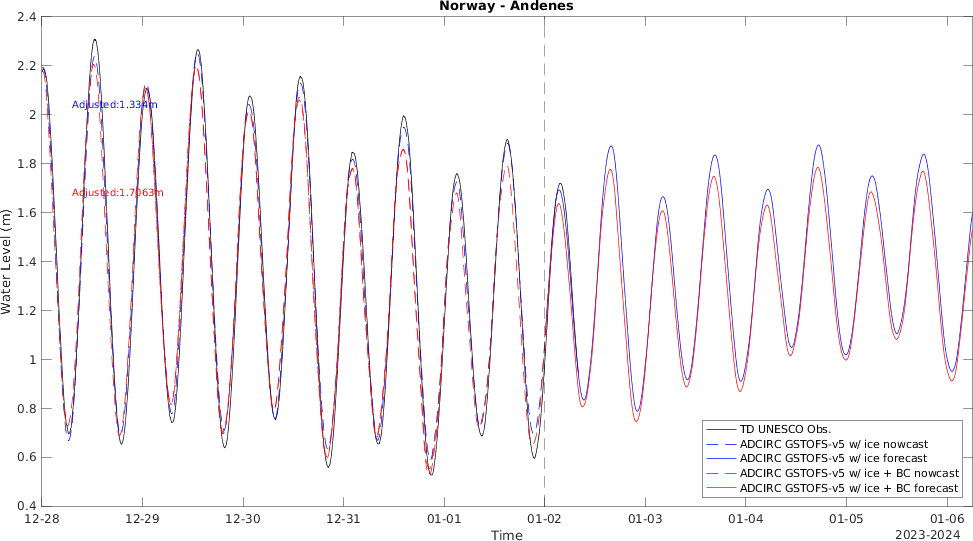 Norway - Andenes
2.4
2.2
2
1.8
1.6
1.4
1.2
1
0.8
0.6
0.4
Water Level (m)
Adjusted:1.334m
Adjusted:1.7063m
TD UNESCO Obs.
ADCIRC GSTOFS-v5 w/ ice nowcast
ADCIRC GSTOFS-v5 w/ ice forecast
ADCIRC GSTOFS-v5 w/ ice + BC nowcast
ADCIRC GSTOFS-v5 w/ ice + BC forecast
12-28 12-29 12-30 12-31 01-01 01-02 01-03 01-04 01-05 01-06
Time
2023-2024